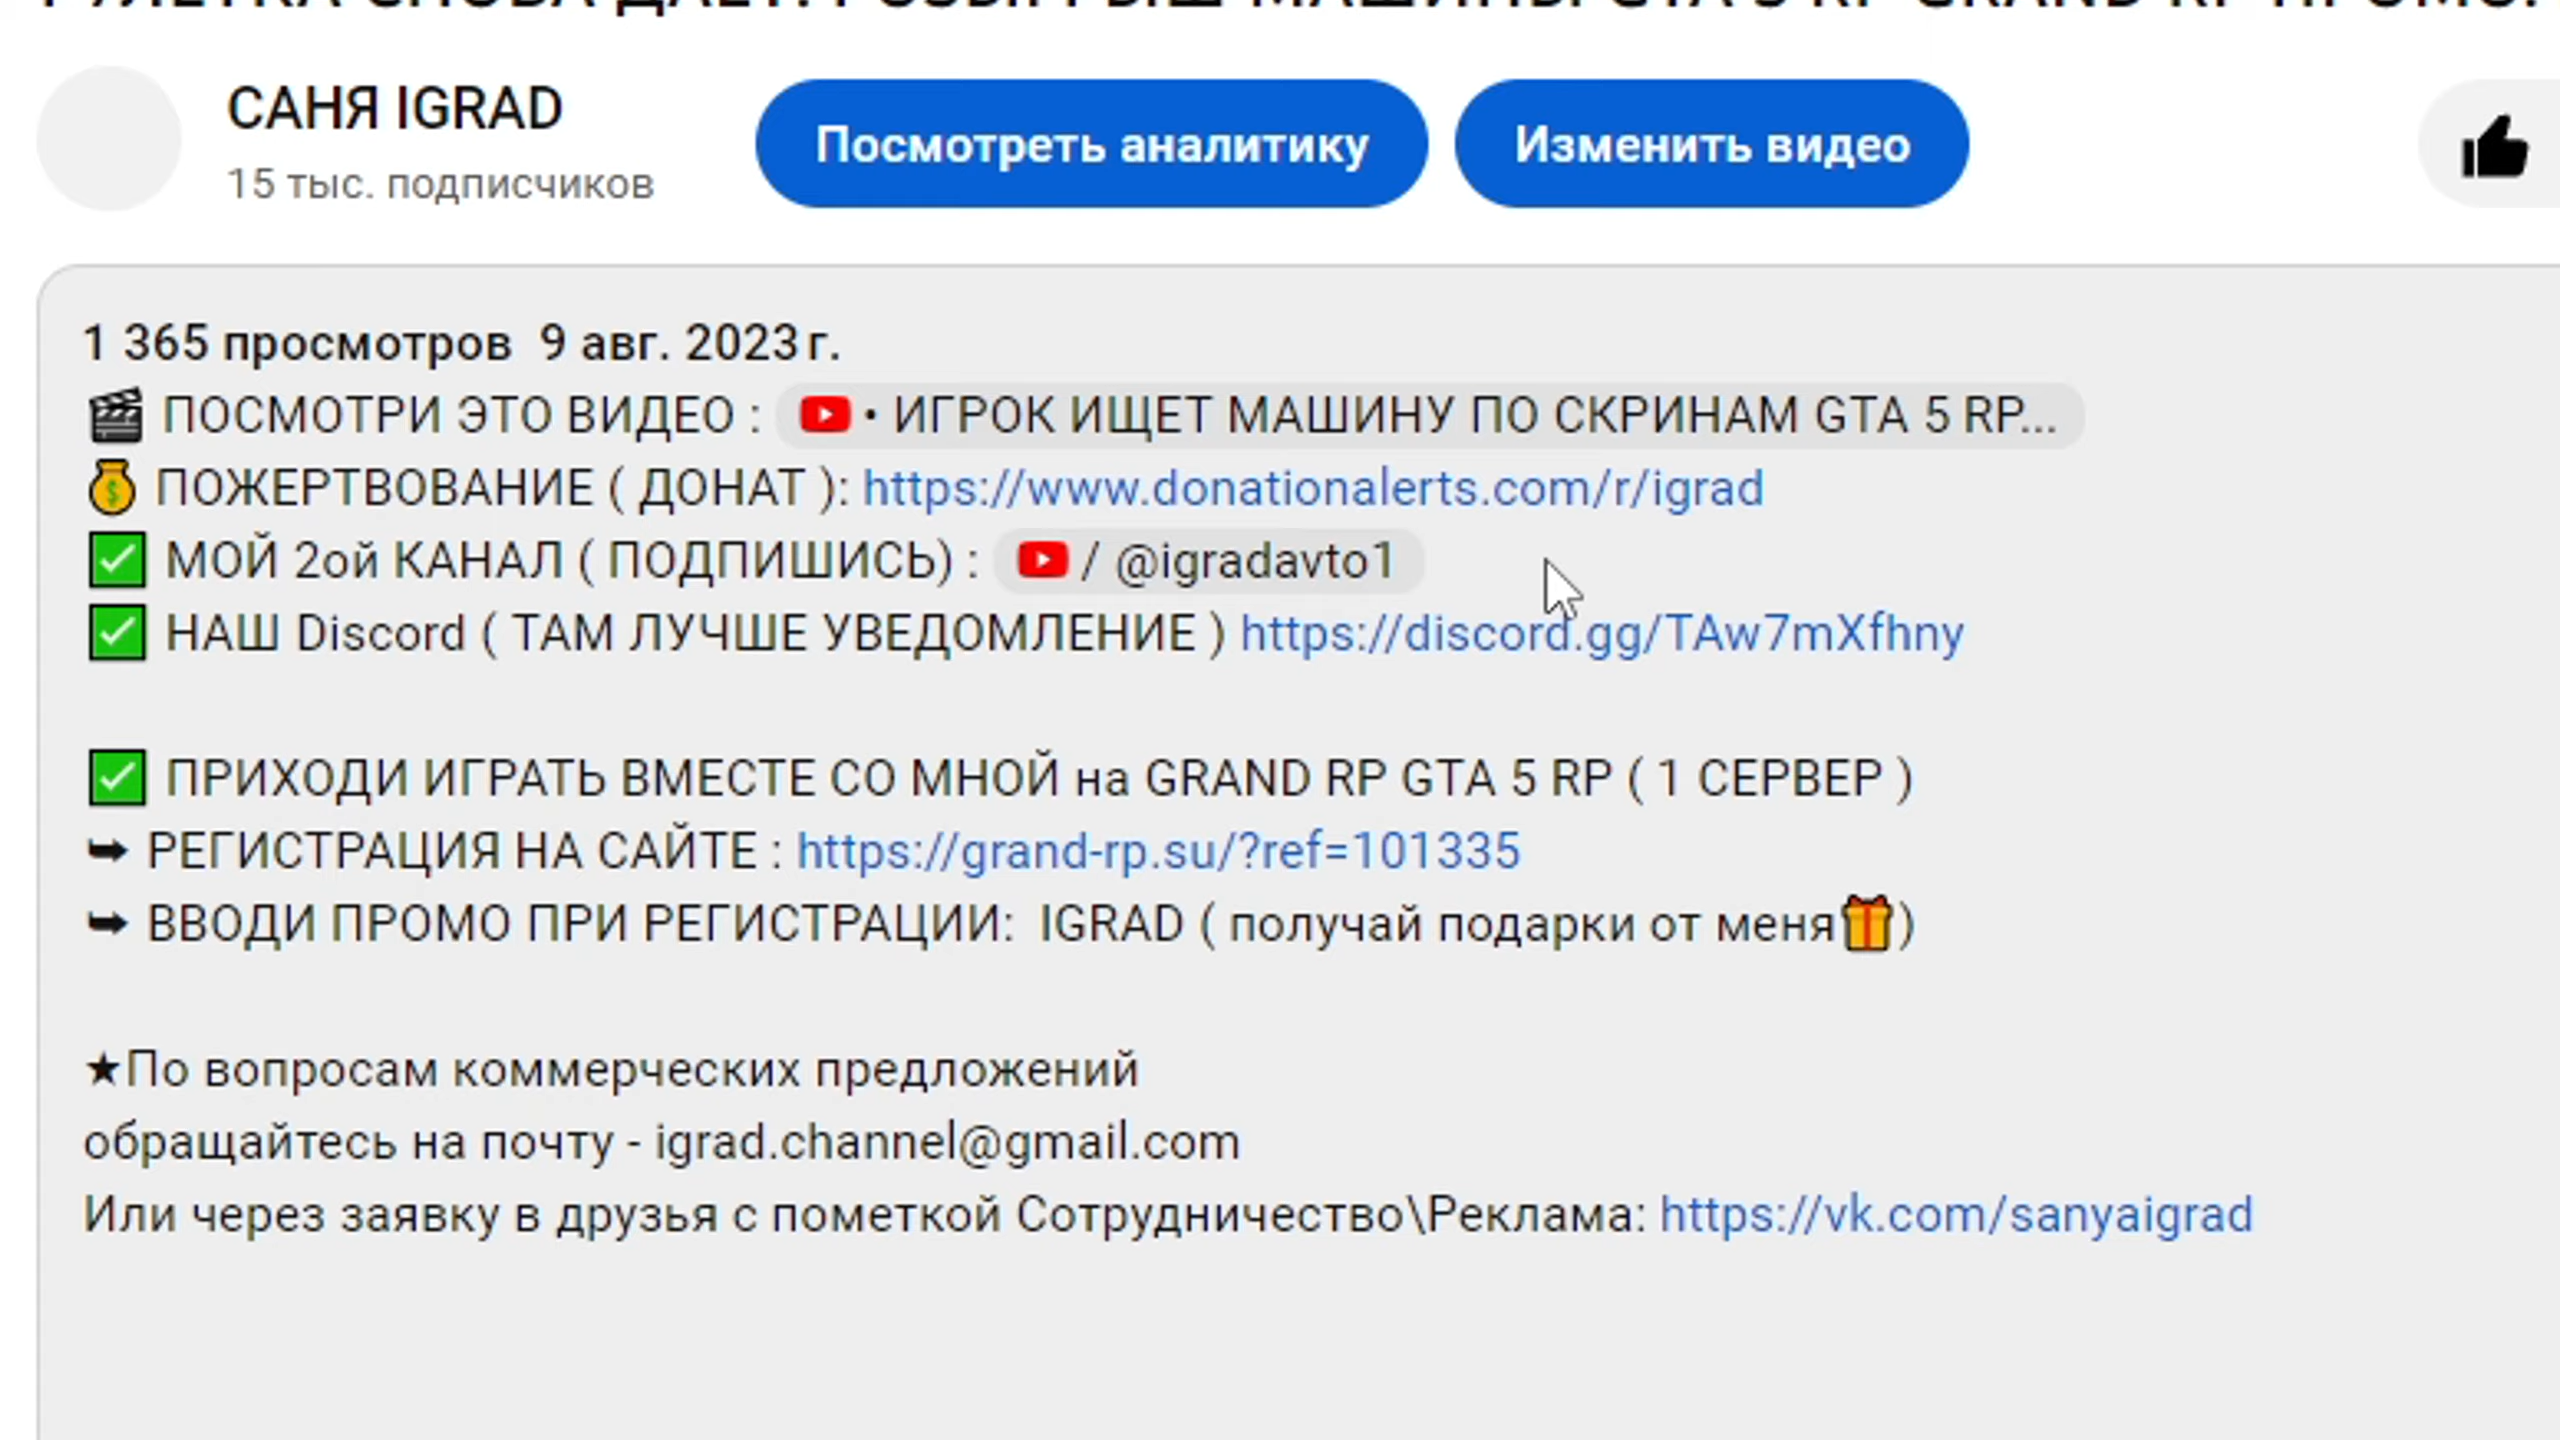 САНЯ IGRAD
15 тыс. подписчиков
Посмотреть аналитику
Изменить видео
1 365 просмотров 9 авг. 2023 г.
🎬 ПОСМОТРИ ЭТО ВИДЕО : • ИГРОК ИЩЕТ МАШИНУ ПО СКРИНАМ GTA 5 RP...
💰 ПОЖЕРТВОВАНИЕ ( ДОНАТ ): https://www.donationalerts.com/r/igrad
✅ МОЙ 2ой КАНАЛ ( ПОДПИШИСЬ) : / @igradavto1
✅ НАШ Discord ( ТАМ ЛУЧШЕ УВЕДОМЛЕНИЕ ) https://discord.gg/TAw7mXfhny
✅ ПРИХОДИ ИГРАТЬ ВМЕСТЕ СО МНОЙ на GRAND RP GTA 5 RP ( 1 СЕРВЕР )
➥ РЕГИСТРАЦИЯ НА САЙТЕ : https://grand-rp.su/?ref=101335
➥ ВВОДИ ПРОМО ПРИ РЕГИСТРАЦИИ: IGRAD ( получай подарки от меня🎁)
★По вопросам коммерческих предложений
обращайтесь на почту - igrad.channel@gmail.com
Или через заявку в друзья с пометкой Сотрудничество\Реклама: https://vk.com/sanyaigrad